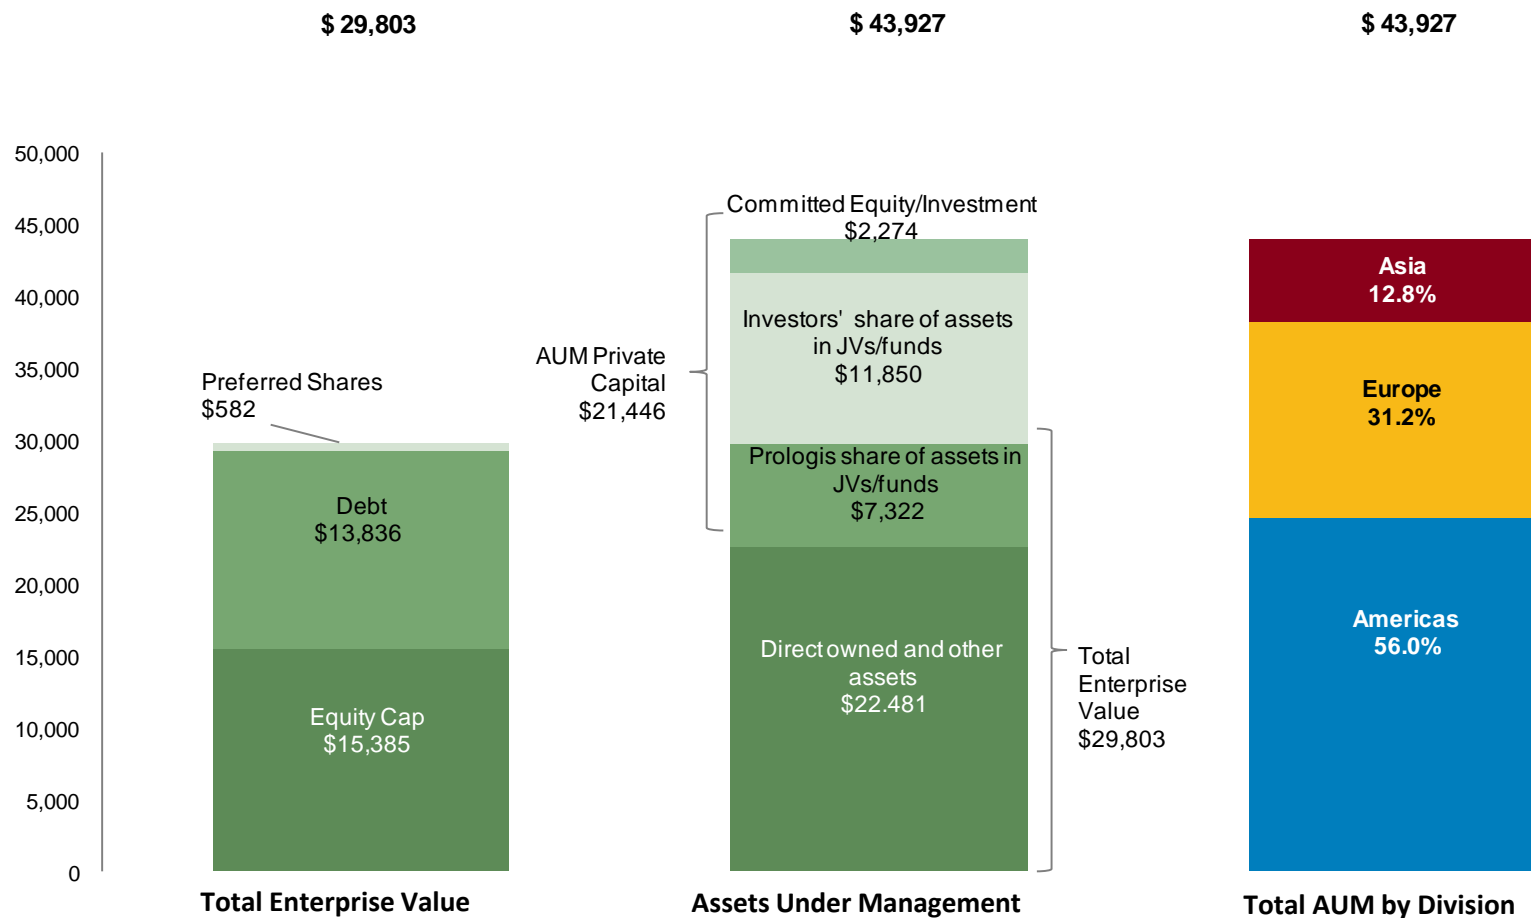 $ 29,803
$ 43,927
$ 43,927
50,000
45,000
40,000
35,000
30,000
25,000
20,000
15,000
10,000
5,000
0
Preferred Shares
$582
Debt
$13,836
Equity Cap
$15,385
Total Enterprise Value
AUM Private
Capital
$21,446
Committed Equity/Investment
$2,274
Investors' share of assets
in JVs/funds
$11,850
Prologis share of assets in
JVs/funds
$7,322
Direct owned and other
assets
$22.481
Assets Under Management
Total
Enterprise
Value
$29,803
Asia
12.8%
Europe
31.2%
Americas
56.0%
Total AUM by Division